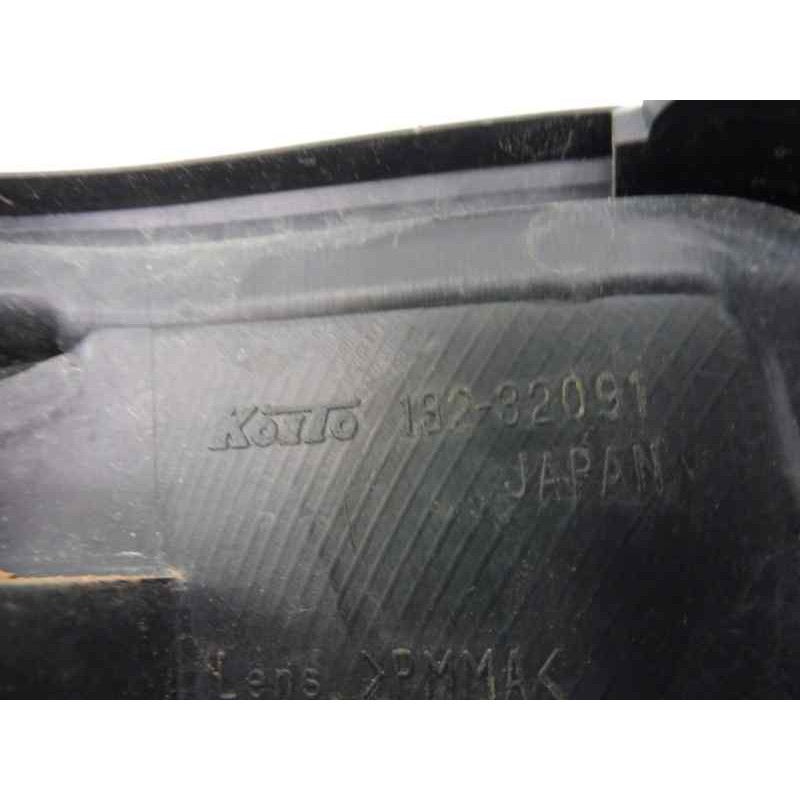 KOITO 132-32091
JAPAN
Lens >PMMA<